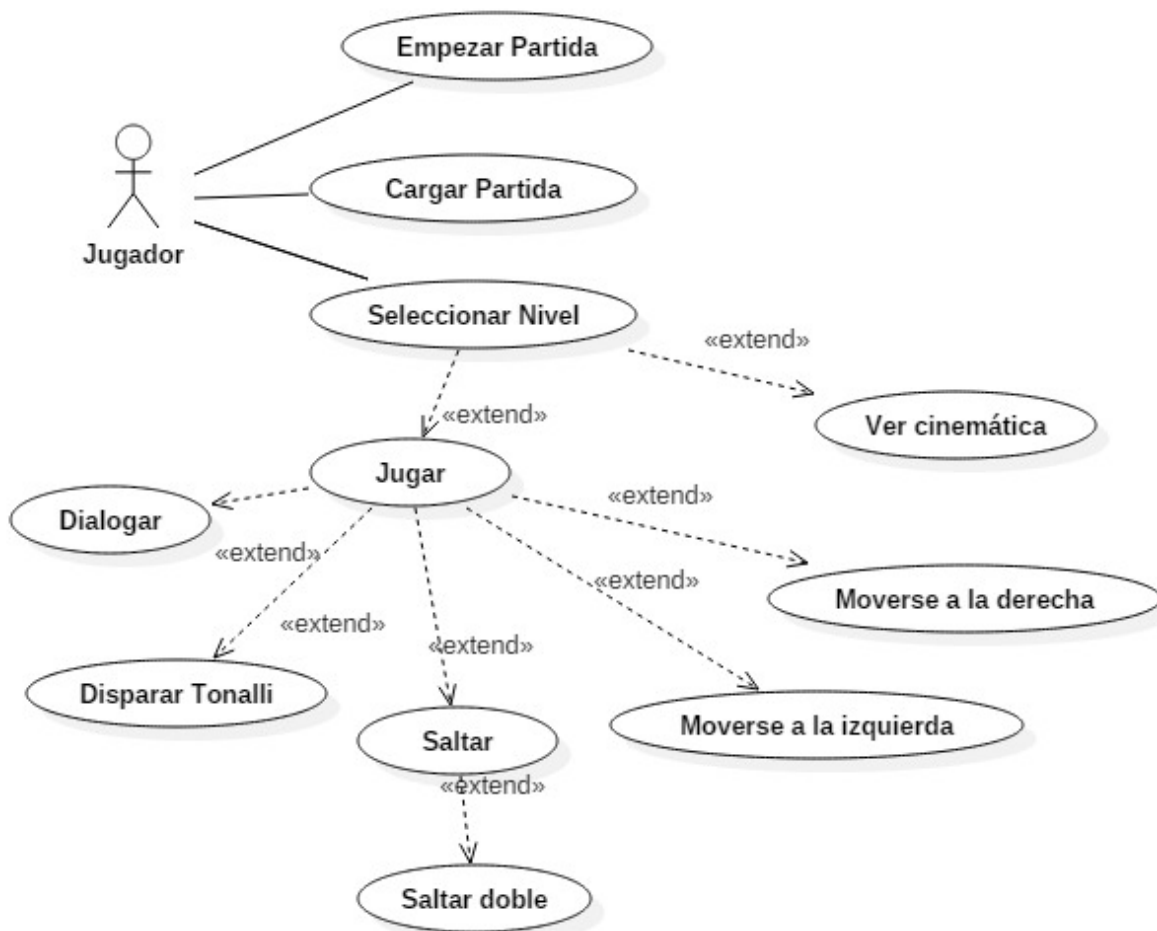 Empezar Partida
Cargar Partida
Jugador
Seleccionar Nivel
«extend»
«extend»
Ver cinemática
Jugar
«extend»
Dialogar
«extend»
«extend»
Moverse a la derecha
«extend»
«extend»
Disparar Tonalli
Moverse a la izquierda
Saltar
«extend»
Saltar doble